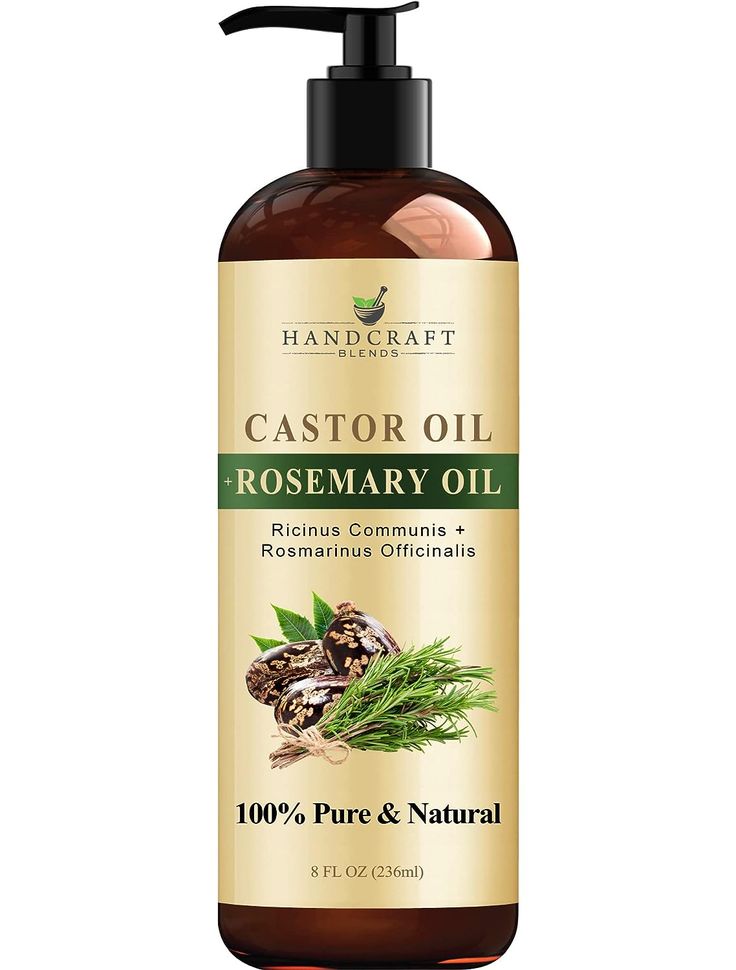 HANDCRAFT
BLENDS
CASTOR OIL
+ROSEMARY OIL
Ricinus Communis +
Rosmarinus Officinalis
100% Pure & Natural
8 FL OZ (236ml)